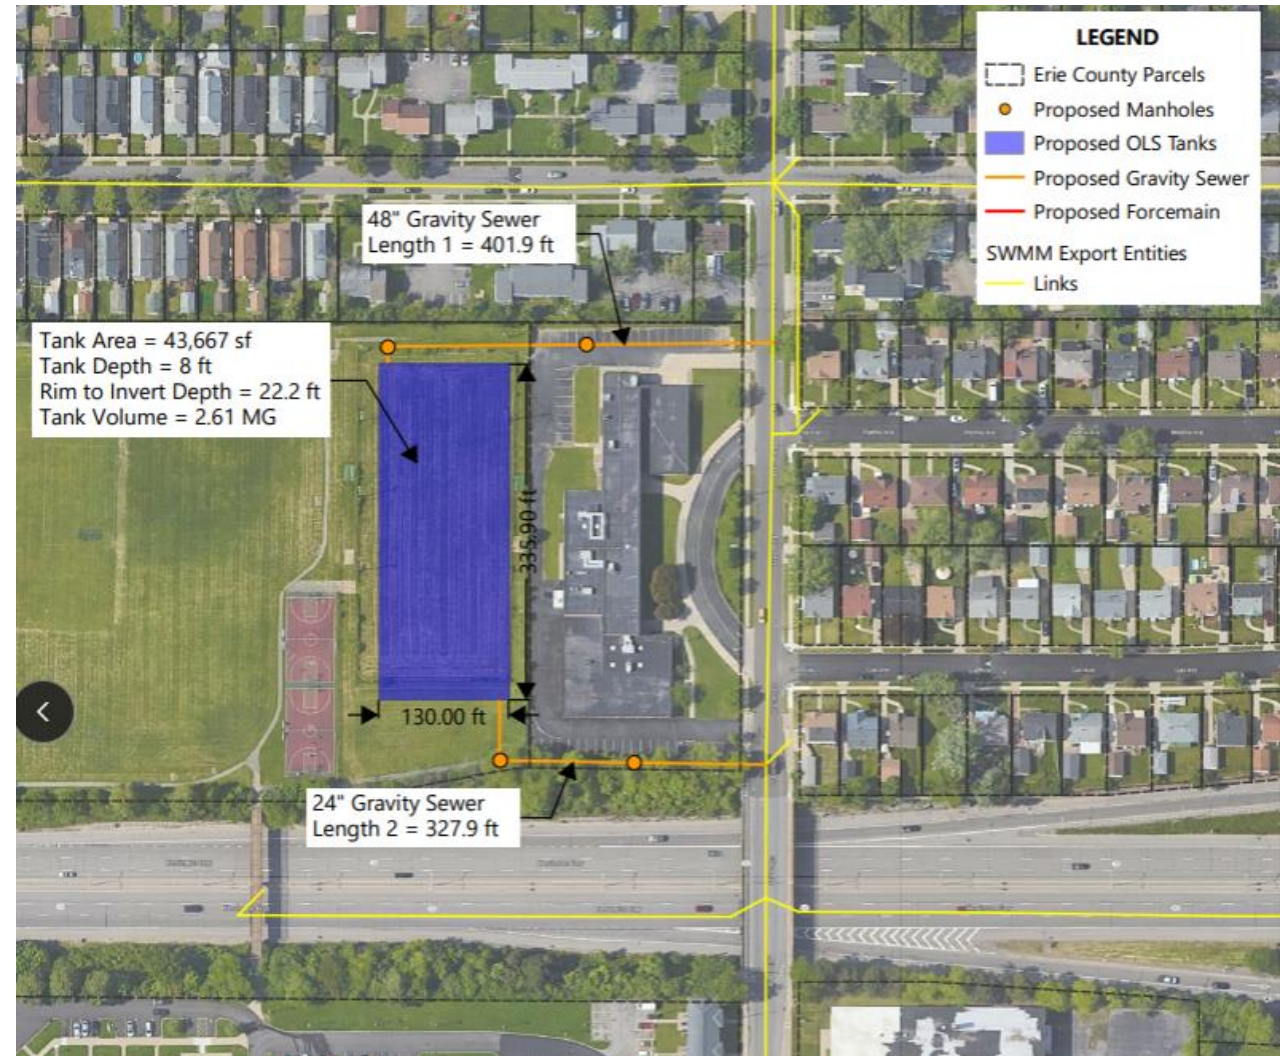 LEGEND
Erie County Parcels
Proposed Manholes
Proposed OLS Tanks
Proposed Gravity Sewer
Proposed Forcemain
SWMM Export Entities
Links
48" Gravity Sewer
Length 1 = 401.9 ft
Tank Area = 43,667 sf
Tank Depth = 8 ft
Rim to Invert Depth = 22.2 ft
Tank Volume = 2.61 MG
335.90 ft
130.00 ft
24" Gravity Sewer
Length 2 = 327.9 ft